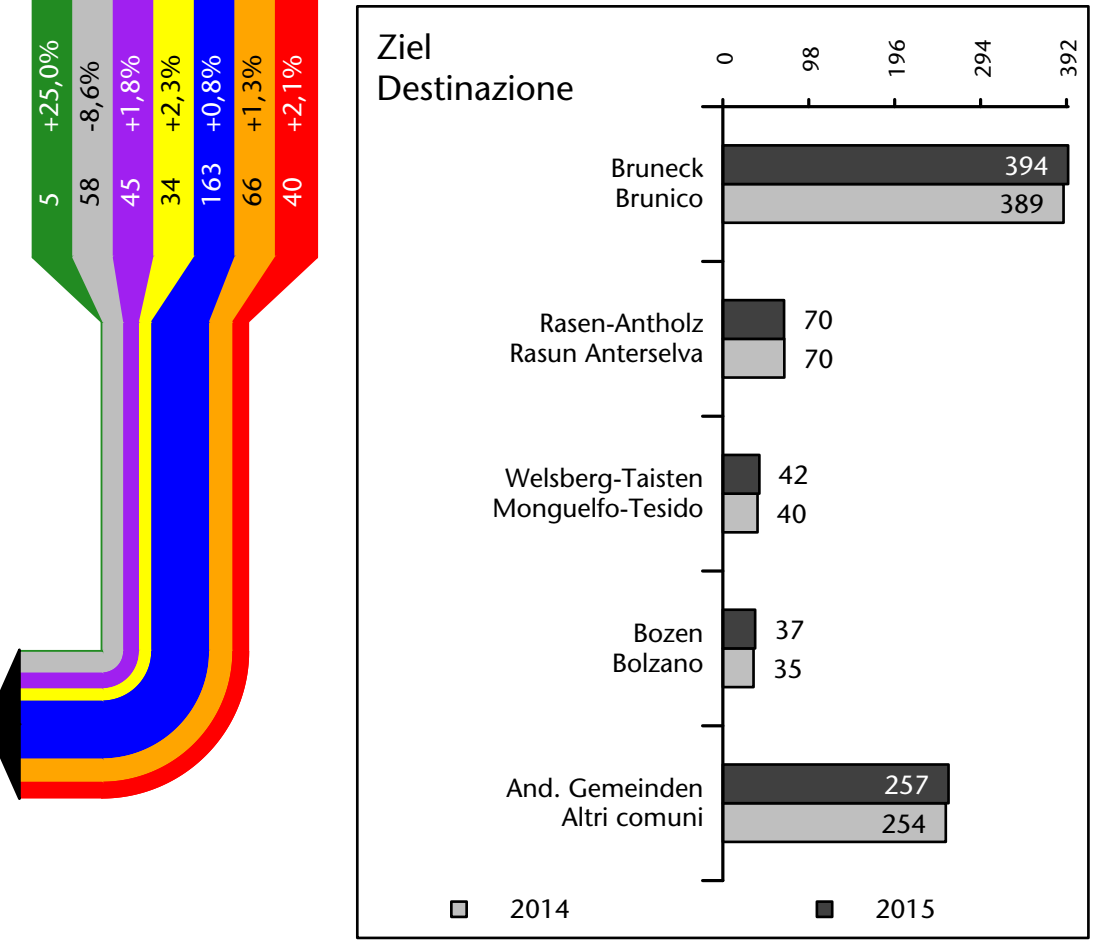 5 +25,0%
58 -8,6%
45 +1,8%
34 +2,3%
163 +0,8%
66 +1,3%
40 +2,1%
Ziel
Destinazione
0 98 196 294 392
Bruneck
Brunico
394
389
Rasen-Antholz
Rasun Anterselva
70
70
Welsberg-Taisten
Monguelfo-Tesido
42
40
Bozen
Bolzano
37
35
And. Gemeinden
Altri comuni
257
254
2014 2015